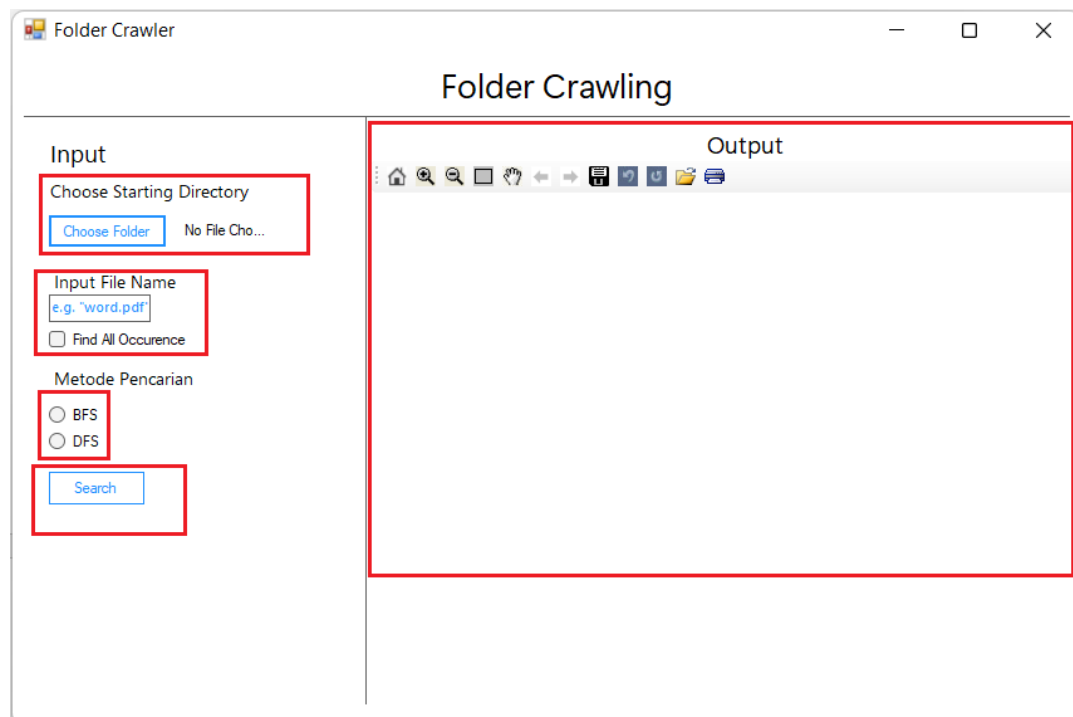 Folder Crawler
Folder Crawling
Input
Choose Starting Directory
Choose Folder No File Cho...
Input File Name
e.g. "word.pdf"
Find All Occurence
Metode Pencarian
BFS
DFS
Search
Output